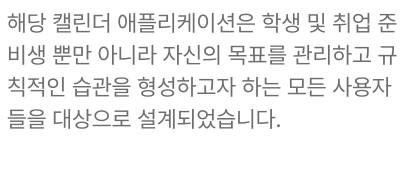 해당 캘린더 애플리케이션은 학생 및 취업 준
비생 뿐만 아니라 자신의 목표를 관리하고 규
칙적인 습관을 형성하고자 하는 모든 사용자
들을 대상으로 설계되었습니다.